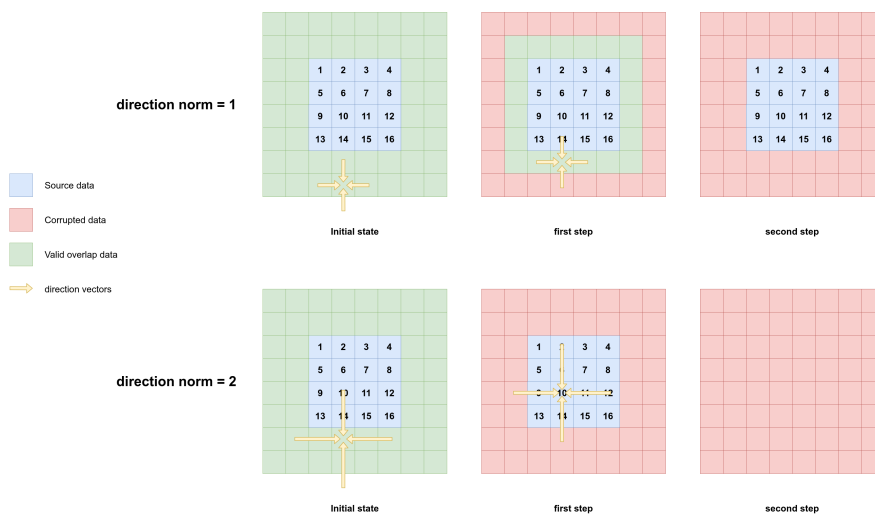 direction norm = 1
1 2 3 4
5 6 7 8
9 10 11 12
13 14 15 16
1 2 3 4
5 6 7 8
9 10 11 12
13 14 15 16
1 2 3 4
5 6 7 8
9 10 11 12
13 14 15 16
Initial state
first step
second step
Source data
Corrupted data
Valid overlap data
direction vectors
direction norm = 2
1 2 3 4
5 6 7 8
9 10 11 12
13 14 15 16
1 3 4
5 7 8
10 12
13 14 15 16
Initial state
first step
second step